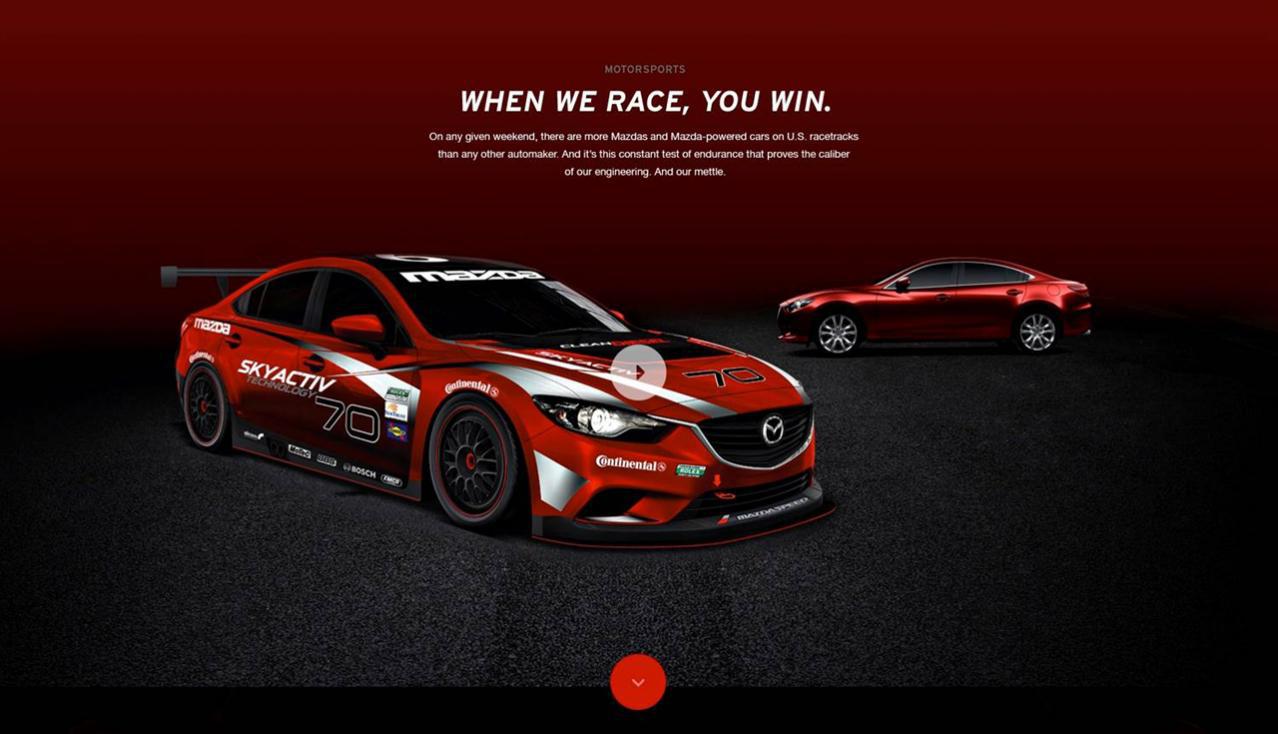 MOTORSPORTS
WHEN WE RACE, YOU WIN.
On any given weekend, there are more Mazdas and Mazda-powered cars on U.S. racetracks
than any other automaker. And it's this constant test of endurance that proves the caliber
of our engineering. And our mettle.
mazda
mazda
Continental
SKYACTIV
TECHNOLOGY
70
Continental
SKYACTIV
70
Continental
ROLEX
BOSCH
MAZDASPEED